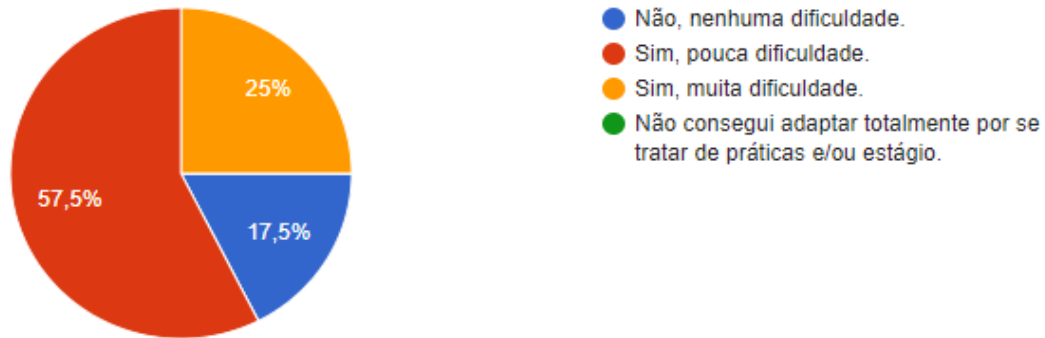 25%
57,5%
17,5%
Não, nenhuma dificuldade.
Sim, pouca dificuldade.
Sim, muita dificuldade.
Não consegui adaptar totalmente por se
tratar de práticas e/ou estágio.